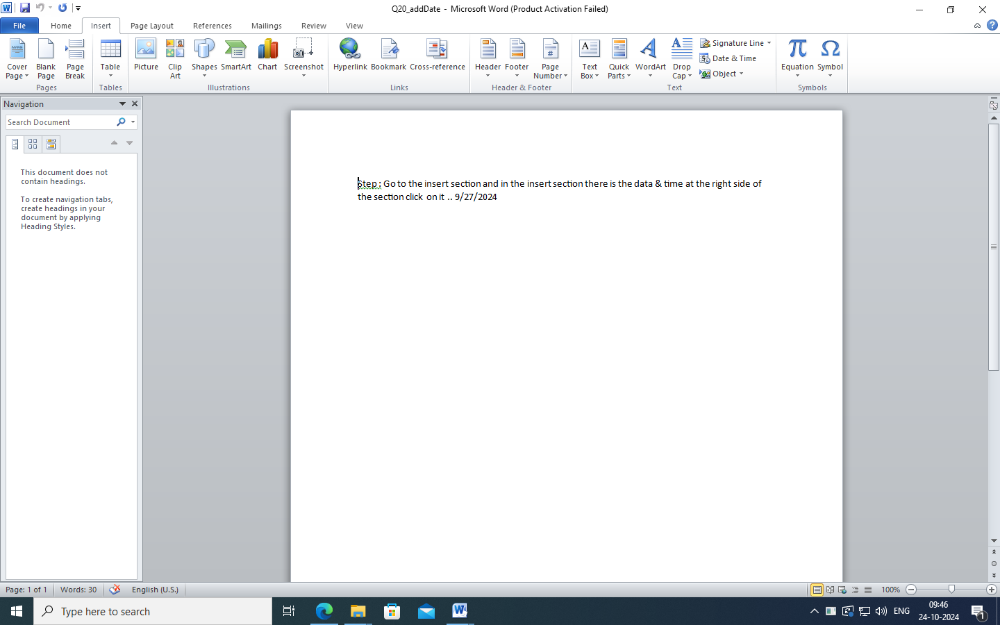 Q20_addDate - Microsoft Word (Product Activation Failed)
File Home Insert Page Layout References Mailings Review View
Cover Page
Blank Page
Page Break
Pages
Table
Tables
Picture
Clip Art
Shapes
SmartArt
Chart
Screenshot
Illustrations
Hyperlink
Bookmark
Cross-reference
Links
Header
Footer
Page Number
Header & Footer
Text Box
Quick Parts
WordArt
Drop Cap
Signature Line
Date & Time
Object
Text
Equation
Symbol
Symbols
Navigation
Search Document
This document does not
contain headings.
To create navigation tabs,
create headings in your
document by applying
Heading Styles.
Step : Go to the insert section and in the insert section there is the data & time at the right side of
the section click on it .. 9/27/2024
Page: 1 of 1 Words: 30 English (U.S.) 100%
Type here to search
ENG
09:46
24-10-2024
1